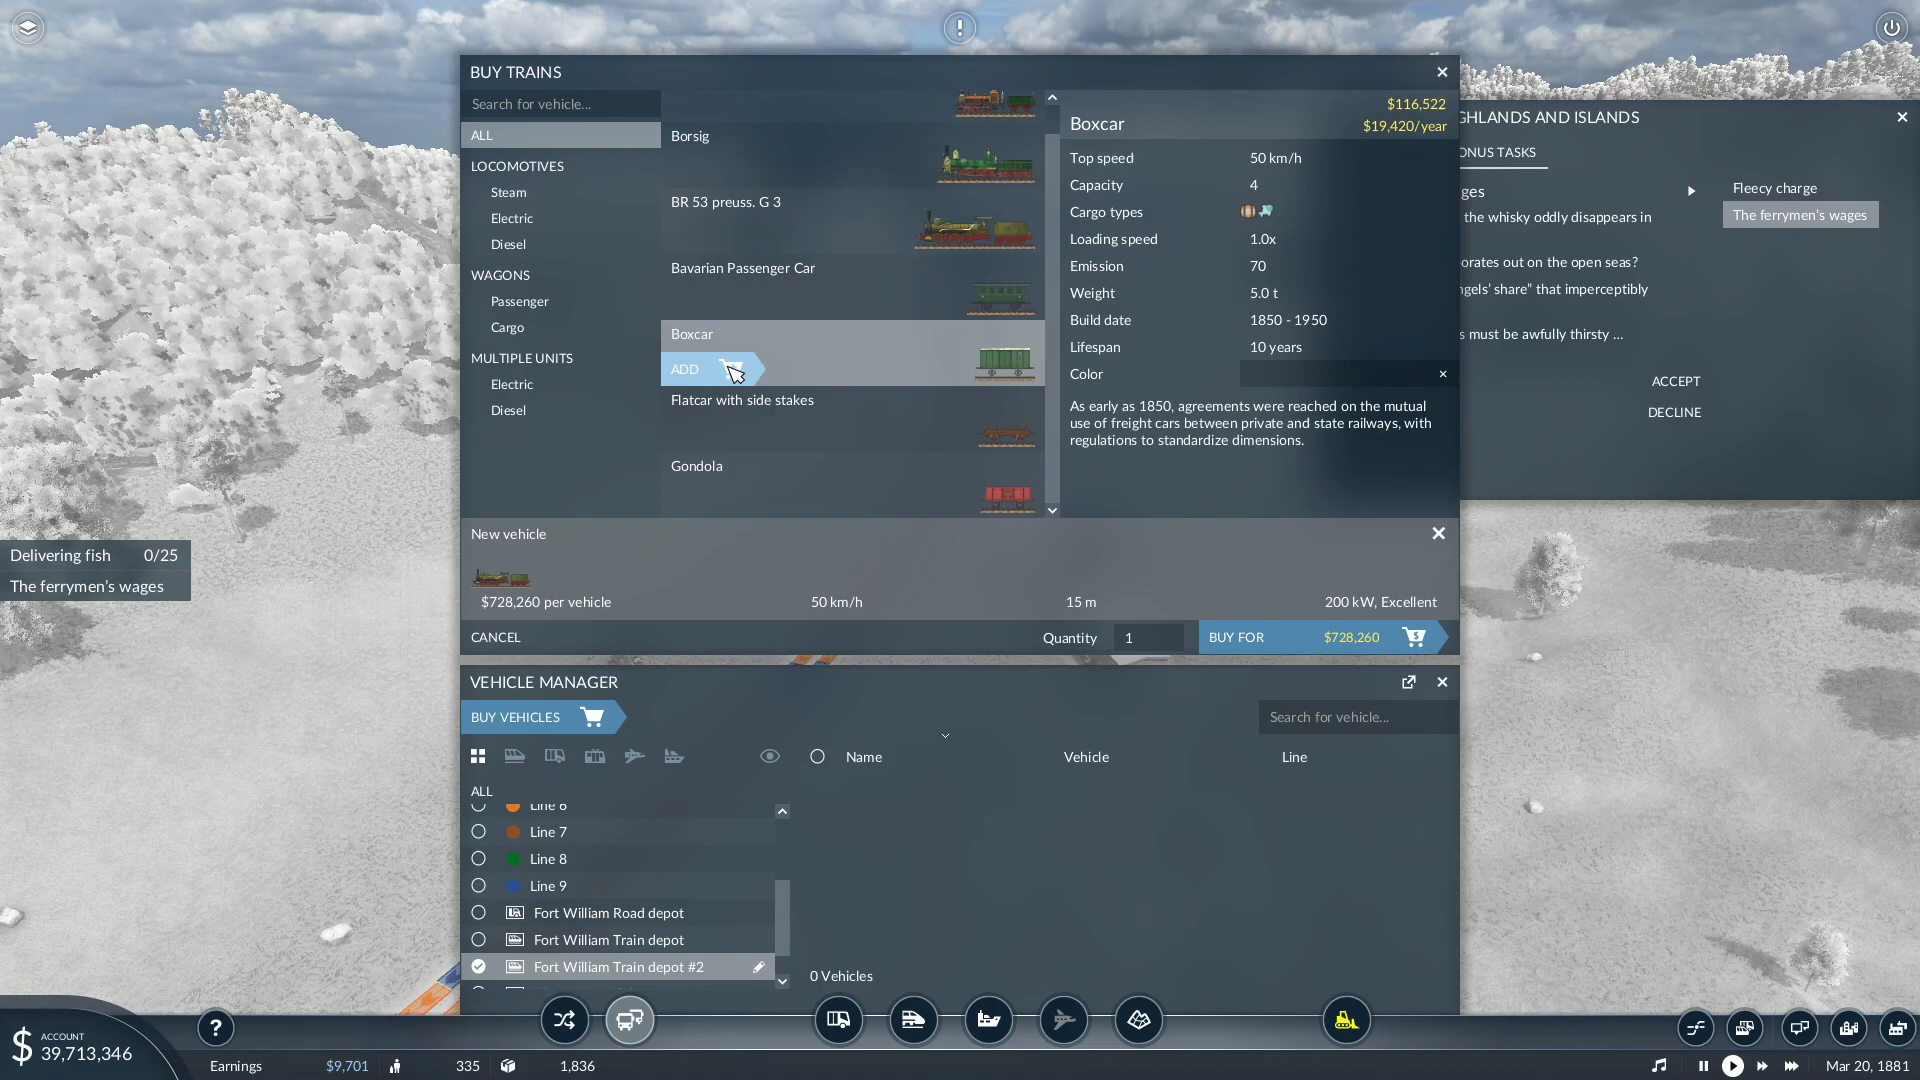 BUY TRAINS
Search for vehicle...
ALL
LOCOMOTIVES
Steam
Electric
Diesel
WAGONS
Passenger
Cargo
MULTIPLE UNITS
Electric
Diesel
Borsig
BR 53 preuss. G 3
Bavarian Passenger Car
Boxcar
ADD
Flatcar with side stakes
Gondola
$116,522
Boxcar
$19,420/year
Top speed 50 km/h
Capacity 4
Cargo types
Loading speed 1.0x
Emission 70
Weight 5.0 t
Build date 1850 - 1950
Lifespan 10 years
Color
As early as 1850, agreements were reached on the mutual
use of freight cars between private and state railways, with
regulations to standardize dimensions.
New vehicle
$728,260 per vehicle 50 km/h 15 m 200 kW, Excellent
CANCEL Quantity 1 BUY FOR $728,260
GHLANDS AND ISLANDS
ONUS TASKS
ges
the whisky oddly disappears in
orates out on the open seas?
ngels' share" that imperceptibly
s must be awfully thirsty ...
ACCEPT
DECLINE
Fleecy charge
The ferrymen's wages
Delivering fish 0/25
The ferrymen's wages
VEHICLE MANAGER
BUY VEHICLES
Search for vehicle...
Name Vehicle Line
ALL
Line 6
Line 7
Line 8
Line 9
Fort William Road depot
Fort William Train depot
Fort William Train depot #2
0 Vehicles
$ ACCOUNT
39,713,346
?
Earnings $9,701 335 1,836
Mar 20, 1881